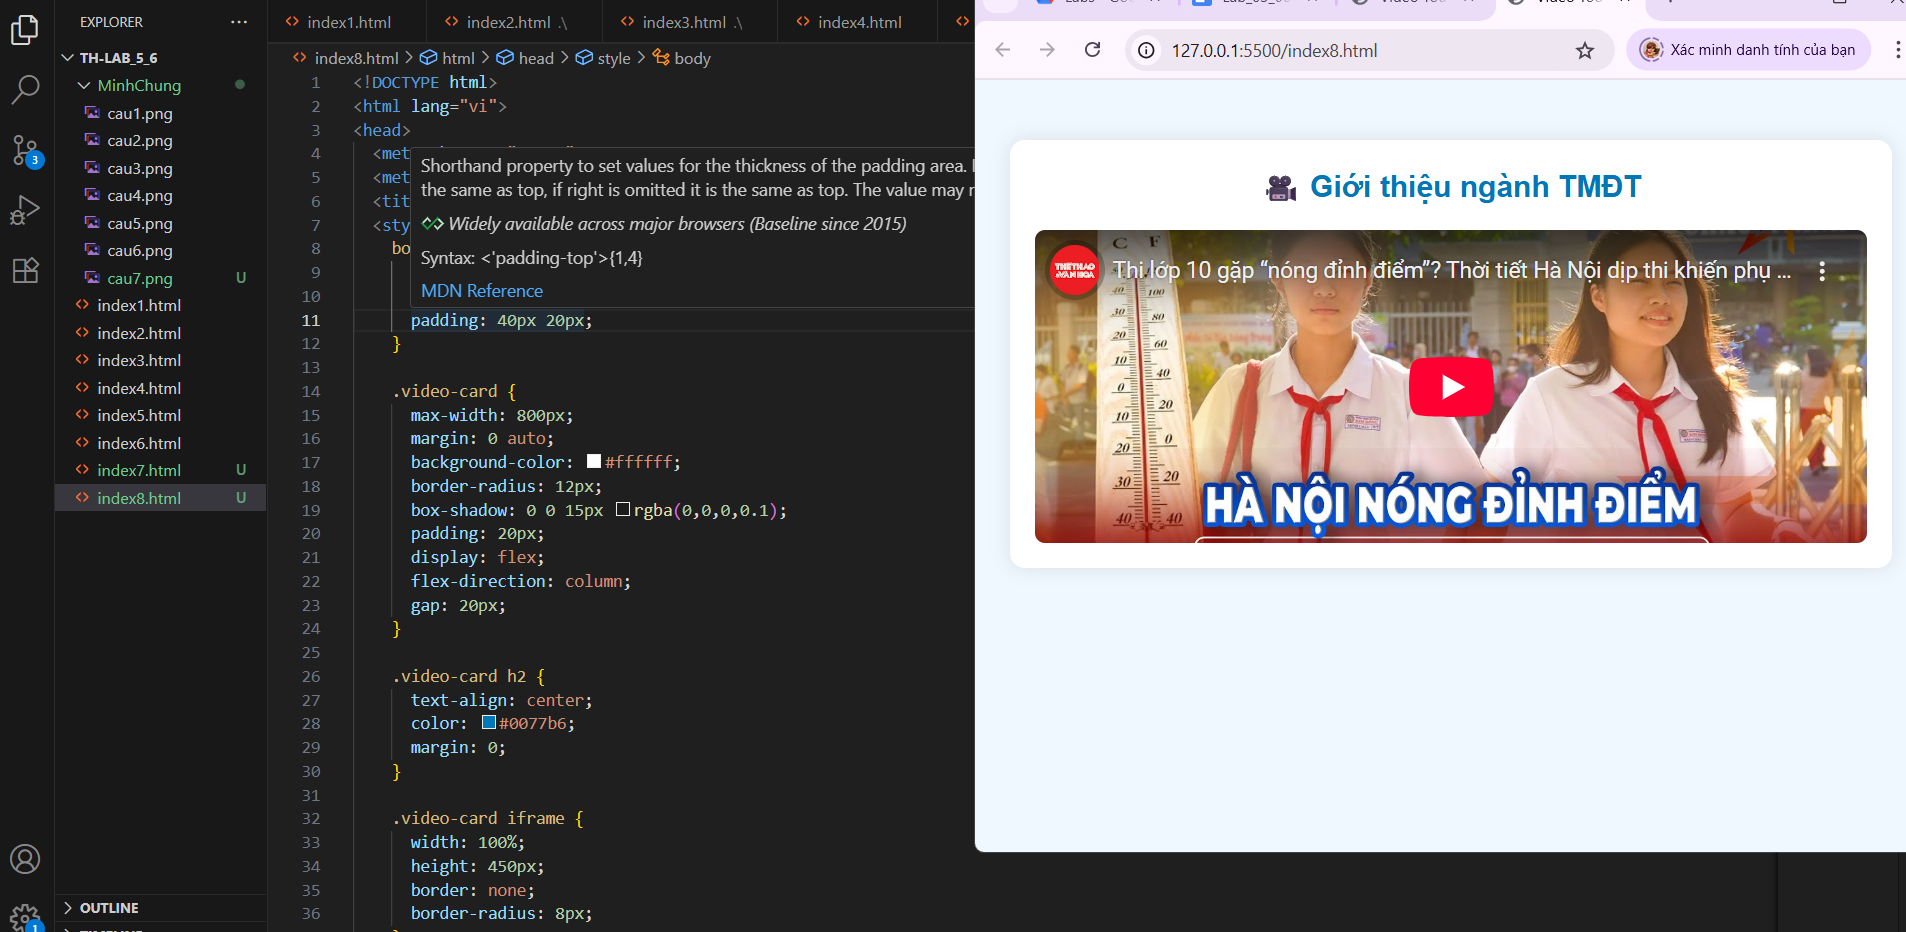 EXPLORER
TH-LAB_5_6
MinhChung
cau1.png
cau2.png
cau3.png
cau4.png
cau5.png
cau6.png
cau7.png U
index1.html
index2.html
index3.html
index4.html
index5.html
index6.html
index7.html U
index8.html U
OUTLINE
3
1
index1.html
index2.html .\
index3.html .\
index4.html
index8.html > html > head > style > body
1 <!DOCTYPE html>
2 <html lang="vi">
3 <head>
4 <met
5 <met
6 <tit
7 <sty
8 bo
9
10
11 padding: 40px 20px;
12 }
13
14 .video-card {
15 max-width: 800px;
16 margin: 0 auto;
17 background-color: #ffffff;
18 border-radius: 12px;
19 box-shadow: 0 0 15px rgba(0,0,0,0.1);
20 padding: 20px;
21 display: flex;
22 flex-direction: column;
23 gap: 20px;
24 }
25
26 .video-card h2 {
27 text-align: center;
28 color: #0077b6;
29 margin: 0;
30 }
31
32 .video-card iframe {
33 width: 100%;
34 height: 450px;
35 border: none;
36 border-radius: 8px;
Shorthand property to set values for the thickness of the padding area.
the same as top, if right is omitted it is the same as top. The value may
Widely available across major browsers (Baseline since 2015)
Syntax: <'padding-top'>{1,4}
MDN Reference
127.0.0.1:5500/index8.html
Xác minh danh tính của bạn
Giới thiệu ngành TMĐT
THETHAO &VĂN HOÁ
Thi lớp 10 gặp “nóng đỉnh điểm”? Thời tiết Hà Nội dịp thi khiến phụ ...
C F
HÀ NỘI NÓNG ĐỈNH ĐIỂM